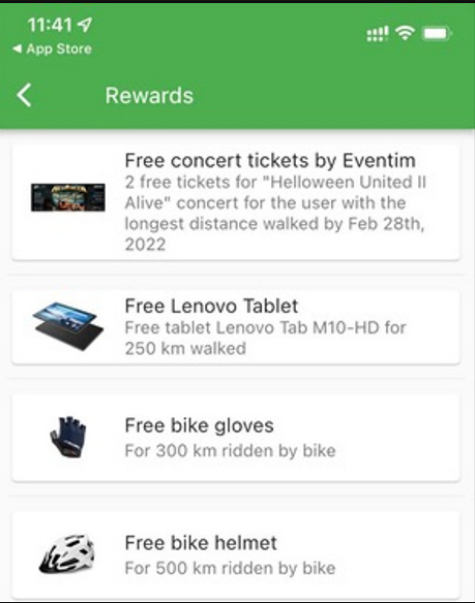 11:41
◀ App Store
Rewards
Free concert tickets by Eventim
2 free tickets for "Helloween United II
Alive" concert for the user with the
longest distance walked by Feb 28th,
2022
Free Lenovo Tablet
Free tablet Lenovo Tab M10-HD for
250 km walked
Free bike gloves
For 300 km ridden by bike
Free bike helmet
For 500 km ridden by bike